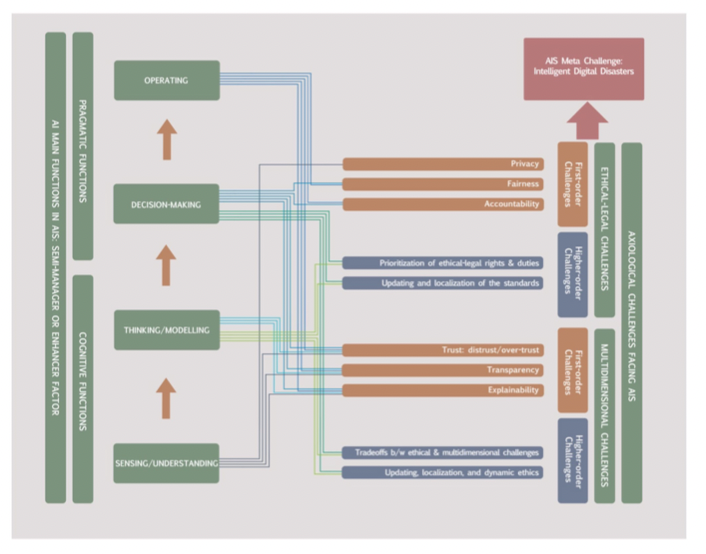 AI MAIN FUNCTIONS IN AIS: SEMI-MANAGER OR ENHANCER FACTOR
PRAGMATIC FUNCTIONS
COGNITIVE FUNCTIONS
OPERATING
DECISION-MAKING
THINKING/MODELLING
SENSING/UNDERSTANDING
AIS Meta Challenge:
Intelligent Digital Disasters
Privacy
Fairness
Accountability
Prioritization of ethical-legal rights & duties
Updating and localization of the standards
Trust: distrust/over-trust
Transparency
Explainability
Tradeoffs b/w ethical & multidimensional challenges
Updating, localization, and dynamic ethics
First-order
Challenges
Higher-order
Challenges
First-order
Challenges
Higher-order
Challenges
ETHICAL-LEGAL CHALLENGES
MULTIDIMENSIONAL CHALLENGES
AXIOLOGICAL CHALLENGES FACING AIS